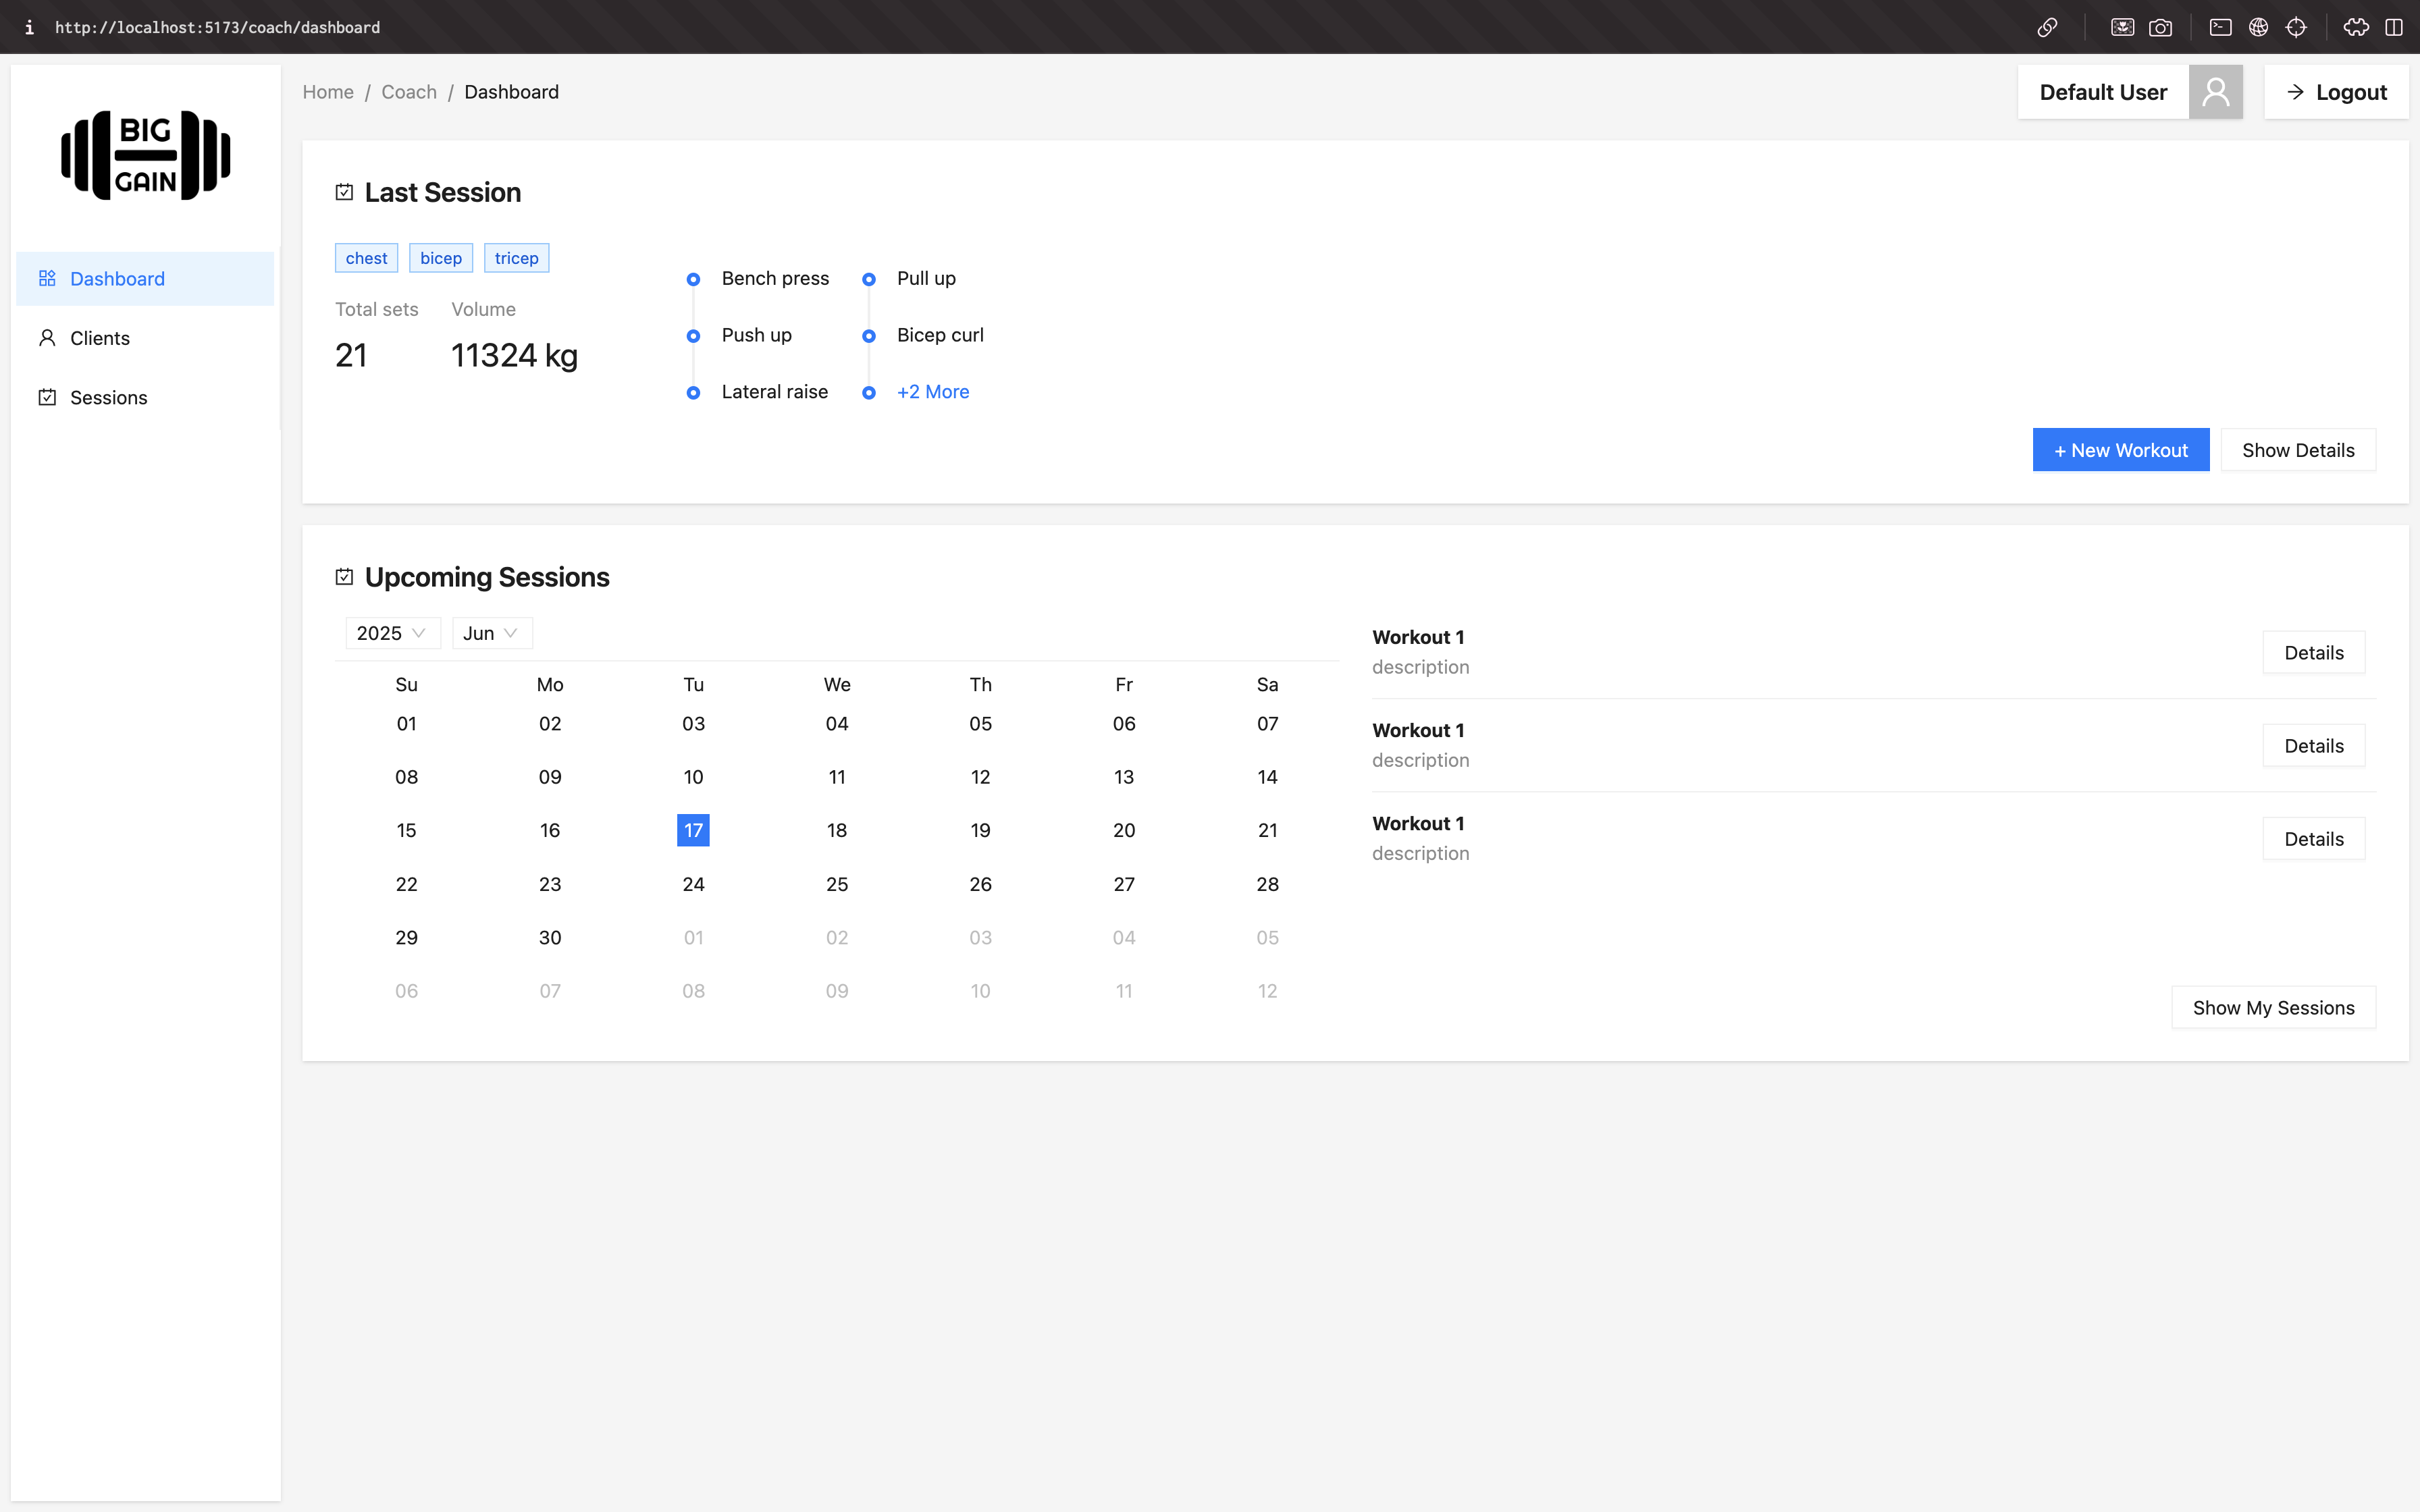 i http://localhost:5173/coach/dashboard
BIG
GAIN
Dashboard
Clients
Sessions
Home / Coach / Dashboard
Default User
→ Logout
Last Session
chest bicep tricep
Total sets Volume
21 11324 kg
Bench press
Push up
Lateral raise
Pull up
Bicep curl
+2 More
+ New Workout Show Details
Upcoming Sessions
2025 Jun
Su Mo Tu We Th Fr Sa
01 02 03 04 05 06 07
08 09 10 11 12 13 14
15 16 17 18 19 20 21
22 23 24 25 26 27 28
29 30 01 02 03 04 05
06 07 08 09 10 11 12
Workout 1
description
Details
Workout 1
description
Details
Workout 1
description
Details
Show My Sessions